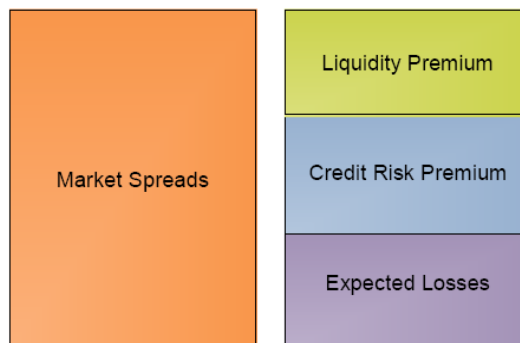 Market Spreads
Liquidity Premium
Credit Risk Premium
Expected Losses